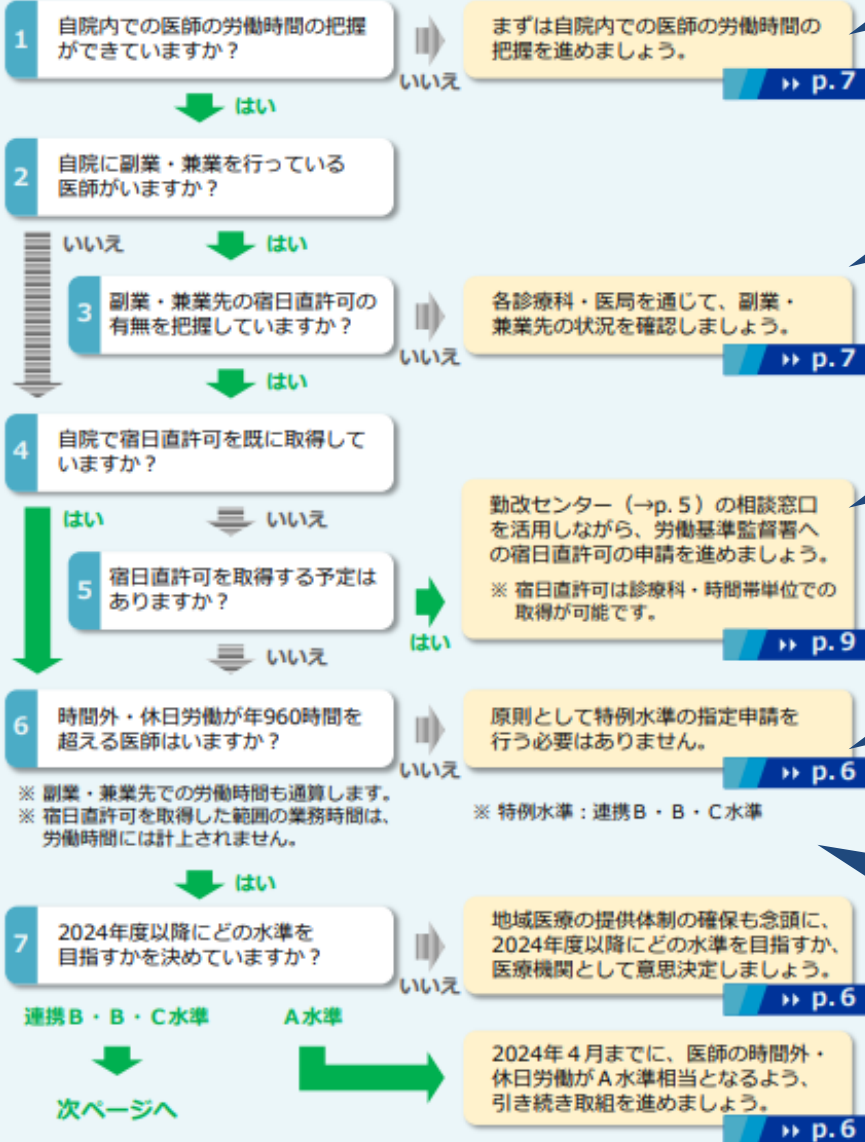 1
自院内での医師の労働時間の把握
ができていますか？
いいえ
まずは自院内での医師の労働時間の
把握を進めましょう。
p.7
はい
2
自院に副業・兼業を行っている
医師がいますか？
いいえ
はい
3
副業・兼業先の宿日直許可の
有無を把握していますか？
いいえ
各診療科・医局を通じて、副業・
兼業先の状況を確認しましょう。
p.7
はい
4
自院で宿日直許可を既に取得して
いますか？
はい
いいえ
5
宿日直許可を取得する予定は
ありますか？
はい
勤改センター（→p.5）の相談窓口
を活用しながら、労働基準監督署へ
の宿日直許可の申請を進めましょう。
※ 宿日直許可は診療科・時間帯単位での
取得が可能です。
p.9
いいえ
6
時間外・休日労働が年960時間を
超える医師はいますか？
いいえ
原則として特例水準の指定申請を
行う必要はありません。
p.6
※ 副業・兼業先での労働時間も通算します。
※ 宿日直許可を取得した範囲の業務時間は、
労働時間には計上されません。
※ 特例水準：連携Ｂ・Ｂ・Ｃ水準
はい
7
2024年度以降にどの水準を
目指すかを決めていますか？
いいえ
地域医療の提供体制の確保も念頭に、
2024年度以降にどの水準を目指すか、
医療機関として意思決定しましょう。
p.6
連携Ｂ・Ｂ・Ｃ水準
Ａ水準
次ページへ
2024年４月までに、医師の時間外・
休日労働がＡ水準相当となるよう、
引き続き取組を進めましょう。
p.6